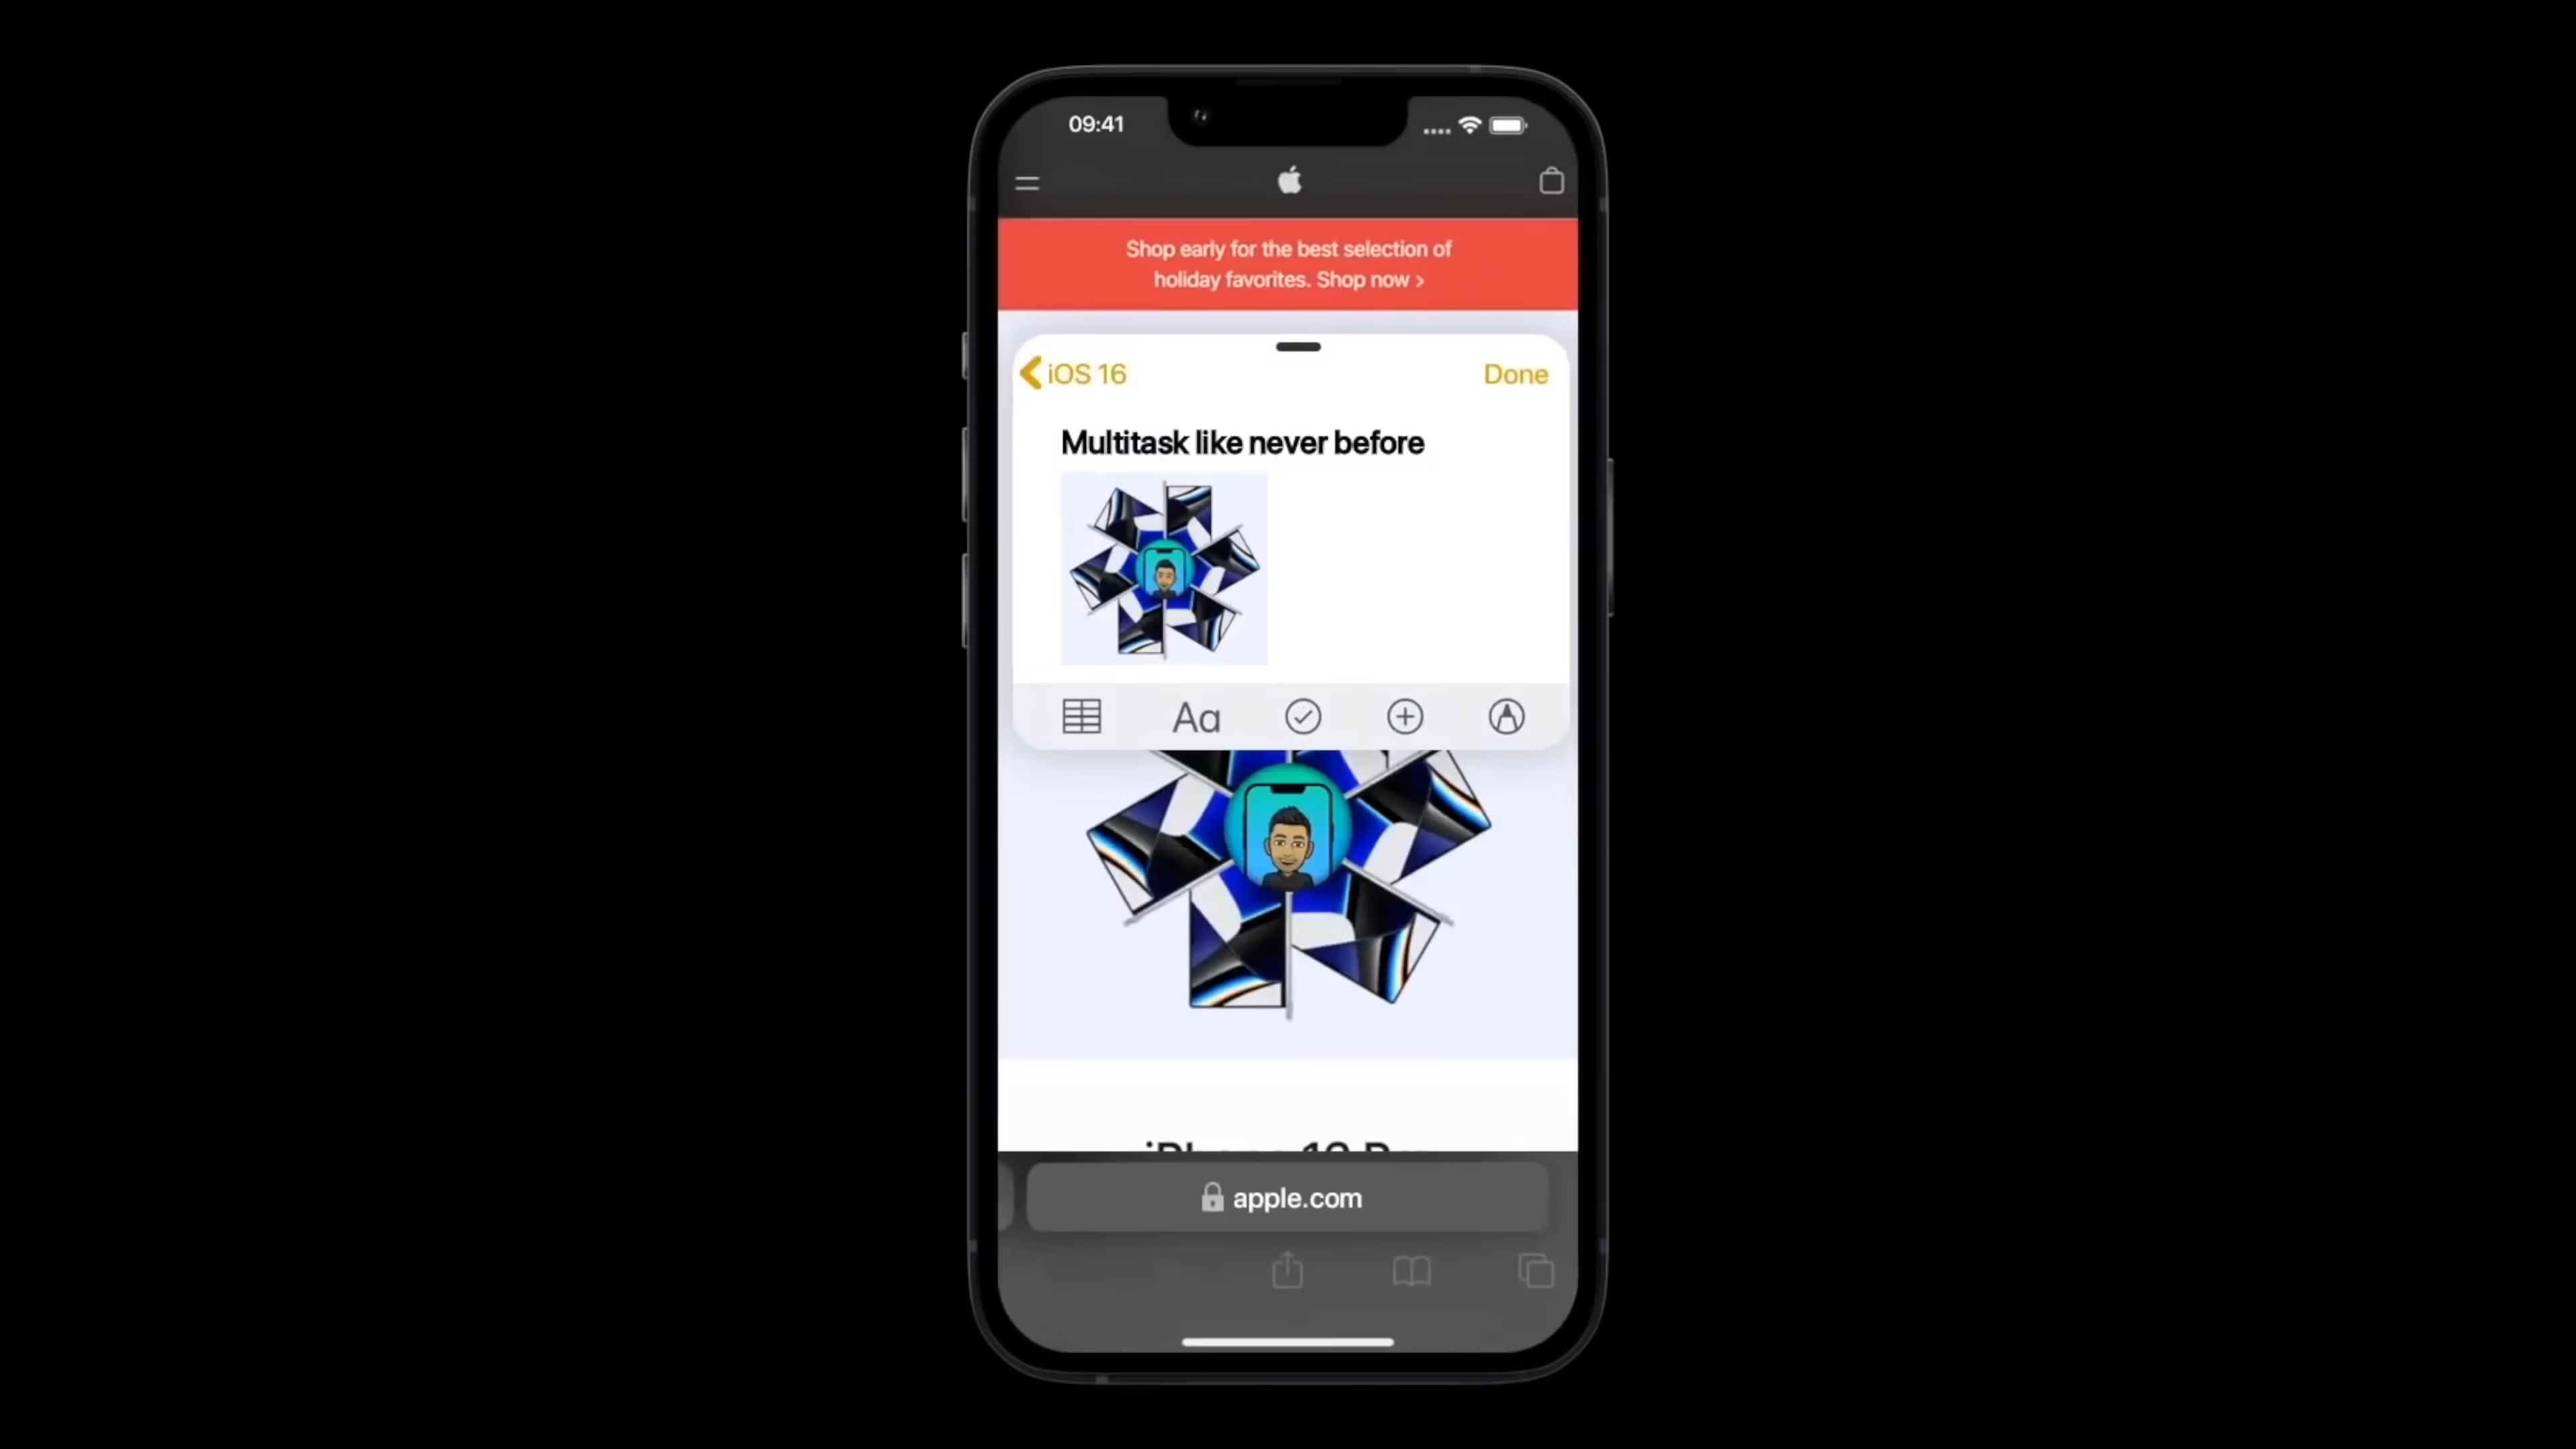 09:41
Shop early for the best selection of
holiday favorites. Shop now ›
iOS 16
Done
Multitask like never before
Aa
apple.com